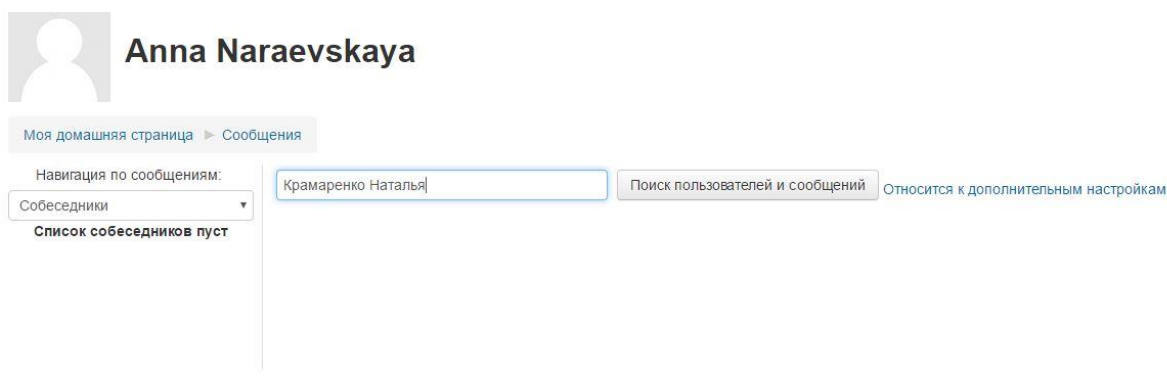 Anna Naraevskaya
Моя домашняя страница ► Сообщения
Навигация по сообщениям:
Собеседники
Список собеседников пуст
Крамаренко Наталья
Поиск пользователей и сообщений
Относится к дополнительным настройкам